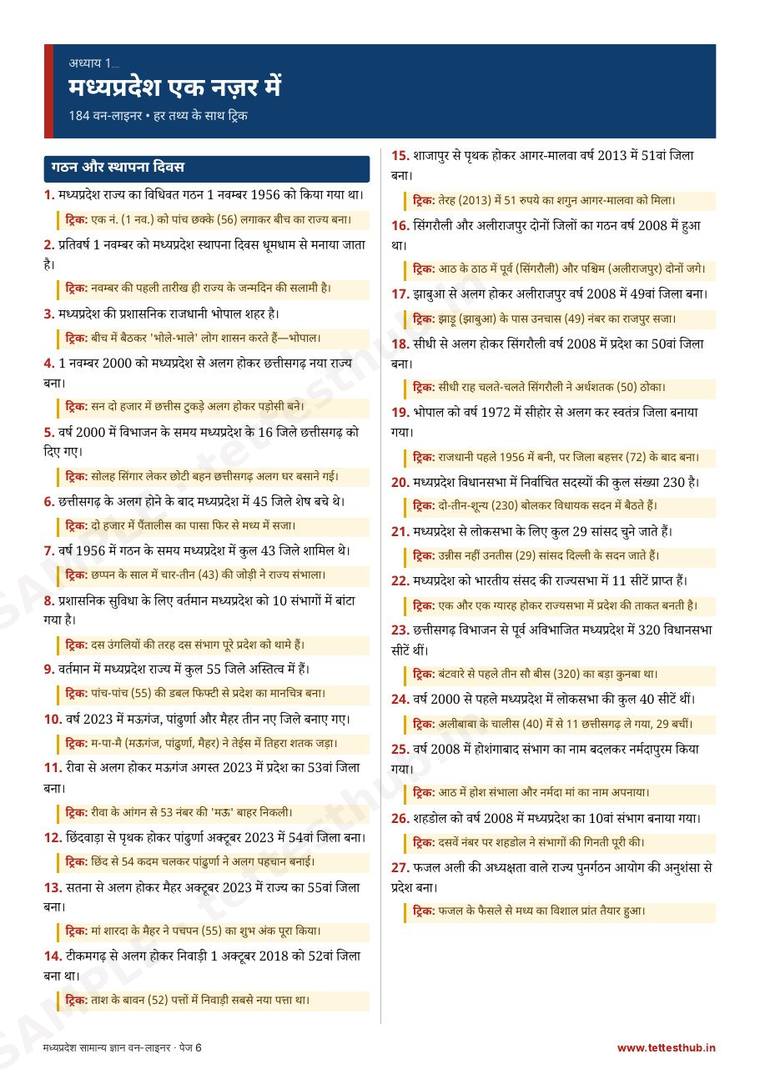 अध्याय 1...
मध्यप्रदेश एक नज़र में
184 वन-लाइनर • हर तथ्य के साथ ट्रिक
गठन और स्थापना दिवस
1. मध्यप्रदेश राज्य का विधिवत गठन 1 नवम्बर 1956 को किया गया था।
ट्रिक: एक नं. (1 नव.) को पांच छक्के (56) लगाकर बीच का राज्य बना।
2. प्रतिवर्ष 1 नवम्बर को मध्यप्रदेश स्थापना दिवस धूमधाम से मनाया जाता
है।
ट्रिक: नवम्बर की पहली तारीख ही राज्य के जन्मदिन की सलामी है।
3. मध्यप्रदेश की प्रशासनिक राजधानी भोपाल शहर है।
ट्रिक: बीच में बैठकर 'भोले-भाले' लोग शासन करते हैं—भोपाल।
4. 1 नवम्बर 2000 को मध्यप्रदेश से अलग होकर छत्तीसगढ़ नया राज्य
बना।
ट्रिक: सन दो हजार में छत्तीस टुकड़े अलग होकर पड़ोसी बने।
5. वर्ष 2000 में विभाजन के समय मध्यप्रदेश के 16 जिले छत्तीसगढ़ को
दिए गए।
ट्रिक: सोलह सिंगार लेकर छोटी बहन छत्तीसगढ़ अलग घर बसाने गई।
6. छत्तीसगढ़ के अलग होने के बाद मध्यप्रदेश में 45 जिले शेष बचे थे।
ट्रिक: दो हजार में पैंतालीस का पासा फिर से मध्य में सजा।
7. वर्ष 1956 में गठन के समय मध्यप्रदेश में कुल 43 जिले शामिल थे।
ट्रिक: छप्पन के साल में चार-तीन (43) की जोड़ी ने राज्य संभाला।
8. प्रशासनिक सुविधा के लिए वर्तमान मध्यप्रदेश को 10 संभागों में बांटा
गया है।
ट्रिक: दस उंगलियों की तरह दस संभाग पूरे प्रदेश को थामे हैं।
9. वर्तमान में मध्यप्रदेश राज्य में कुल 55 जिले अस्तित्व में हैं।
ट्रिक: पांच-पांच (55) की डबल फिफ्टी से प्रदेश का मानचित्र बना।
10. वर्ष 2023 में मऊगंज, पांढुर्णा और मैहर तीन नए जिले बनाए गए।
ट्रिक: म-पा-मै (मऊगंज, पांढुर्णा, मैहर) ने तेईस में तिहरा शतक जड़ा।
11. रीवा से अलग होकर मऊगंज अगस्त 2023 में प्रदेश का 53वां जिला
बना।
ट्रिक: रीवा के आंगन से 53 नंबर की 'मऊ' बाहर निकली।
12. छिंदवाड़ा से पृथक होकर पांढुर्णा अक्टूबर 2023 में 54वां जिला बना।
ट्रिक: छिंद से 54 कदम चलकर पांढुर्णा ने अलग पहचान बनाई।
13. सतना से अलग होकर मैहर अक्टूबर 2023 में राज्य का 55वां जिला
बना।
ट्रिक: मां शारदा के मैहर ने पचपन (55) का शुभ अंक पूरा किया।
14. टीकमगढ़ से अलग होकर निवाड़ी 1 अक्टूबर 2018 को 52वां जिला
बना था।
ट्रिक: ताश के बावन (52) पत्तों में निवाड़ी सबसे नया पत्ता था।
15. शाजापुर से पृथक होकर आगर-मालवा वर्ष 2013 में 51वां जिला
बना।
ट्रिक: तेरह (2013) में 51 रुपये का शगुन आगर-मालवा को मिला।
16. सिंगरौली और अलीराजपुर दोनों जिलों का गठन वर्ष 2008 में हुआ
था।
ट्रिक: आठ के ठाठ में पूर्व (सिंगरौली) और पश्चिम (अलीराजपुर) दोनों जगे।
17. झाबुआ से अलग होकर अलीराजपुर वर्ष 2008 में 49वां जिला बना।
ट्रिक: झाड़ू (झाबुआ) के पास उनचास (49) नंबर का राजपुर सजा।
18. सीधी से अलग होकर सिंगरौली वर्ष 2008 में प्रदेश का 50वां जिला
बना।
ट्रिक: सीधी राह चलते-चलते सिंगरौली ने अर्धशतक (50) ठोका।
19. भोपाल को वर्ष 1972 में सीहोर से अलग कर स्वतंत्र जिला बनाया
गया।
ट्रिक: राजधानी पहले 1956 में बनी, पर जिला बहत्तर (72) के बाद बना।
20. मध्यप्रदेश विधानसभा में निर्वाचित सदस्यों की कुल संख्या 230 है।
ट्रिक: दो-तीन-शून्य (230) बोलकर विधायक सदन में बैठते हैं।
21. मध्यप्रदेश से लोकसभा के लिए कुल 29 सांसद चुने जाते हैं।
ट्रिक: उन्नीस नहीं उनतीस (29) सांसद दिल्ली के सदन जाते हैं।
22. मध्यप्रदेश को भारतीय संसद की राज्यसभा में 11 सीटें प्राप्त हैं।
ट्रिक: एक और एक ग्यारह होकर राज्यसभा में प्रदेश की ताकत बनती है।
23. छत्तीसगढ़ विभाजन से पूर्व अविभाजित मध्यप्रदेश में 320 विधानसभा
सीटें थीं।
ट्रिक: बंटवारे से पहले तीन सौ बीस (320) का बड़ा कुनबा था।
24. वर्ष 2000 से पहले मध्यप्रदेश में लोकसभा की कुल 40 सीटें थीं।
ट्रिक: अलीबाबा के चालीस (40) में से 11 छत्तीसगढ़ ले गया, 29 बचीं।
25. वर्ष 2008 में होशंगाबाद संभाग का नाम बदलकर नर्मदापुरम किया
गया।
ट्रिक: आठ में होश संभाला और नर्मदा मां का नाम अपनाया।
26. शहडोल को वर्ष 2008 में मध्यप्रदेश का 10वां संभाग बनाया गया।
ट्रिक: दसवें नंबर पर शहडोल ने संभागों की गिनती पूरी की।
27. फजल अली की अध्यक्षता वाले राज्य पुनर्गठन आयोग की अनुशंसा से
प्रदेश बना।
ट्रिक: फजल के फैसले से मध्य का विशाल प्रांत तैयार हुआ।
SAMPLE · tettesthub.in
SAMPLE · tettesthub.in
मध्यप्रदेश सामान्य ज्ञान वन-लाइनर · पेज 6
www.tettesthub.in